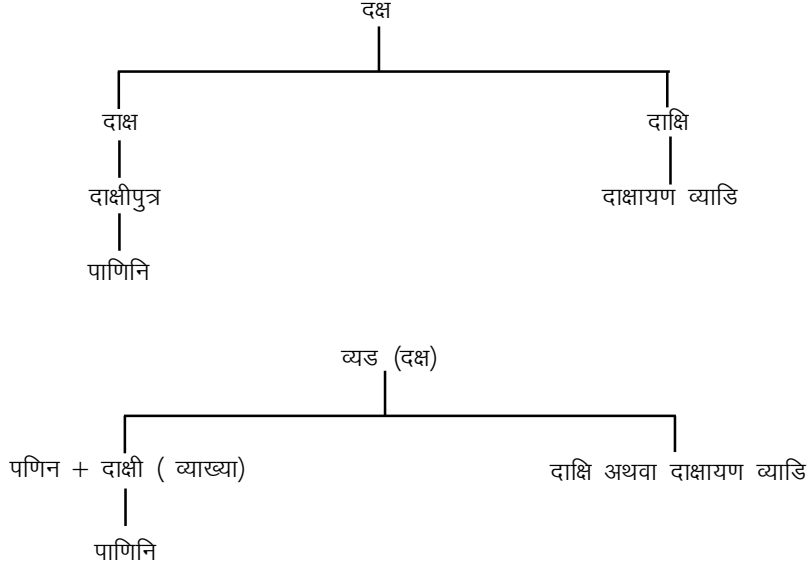 दक्ष
दाक्ष दाक्षि
दाक्षीपुत्र दाक्षायण व्याडि
पाणिनि
व्यड (दक्ष)
पणिन + दाक्षी ( व्याख्या) दाक्षि अथवा दाक्षायण व्याडि
पाणिनि